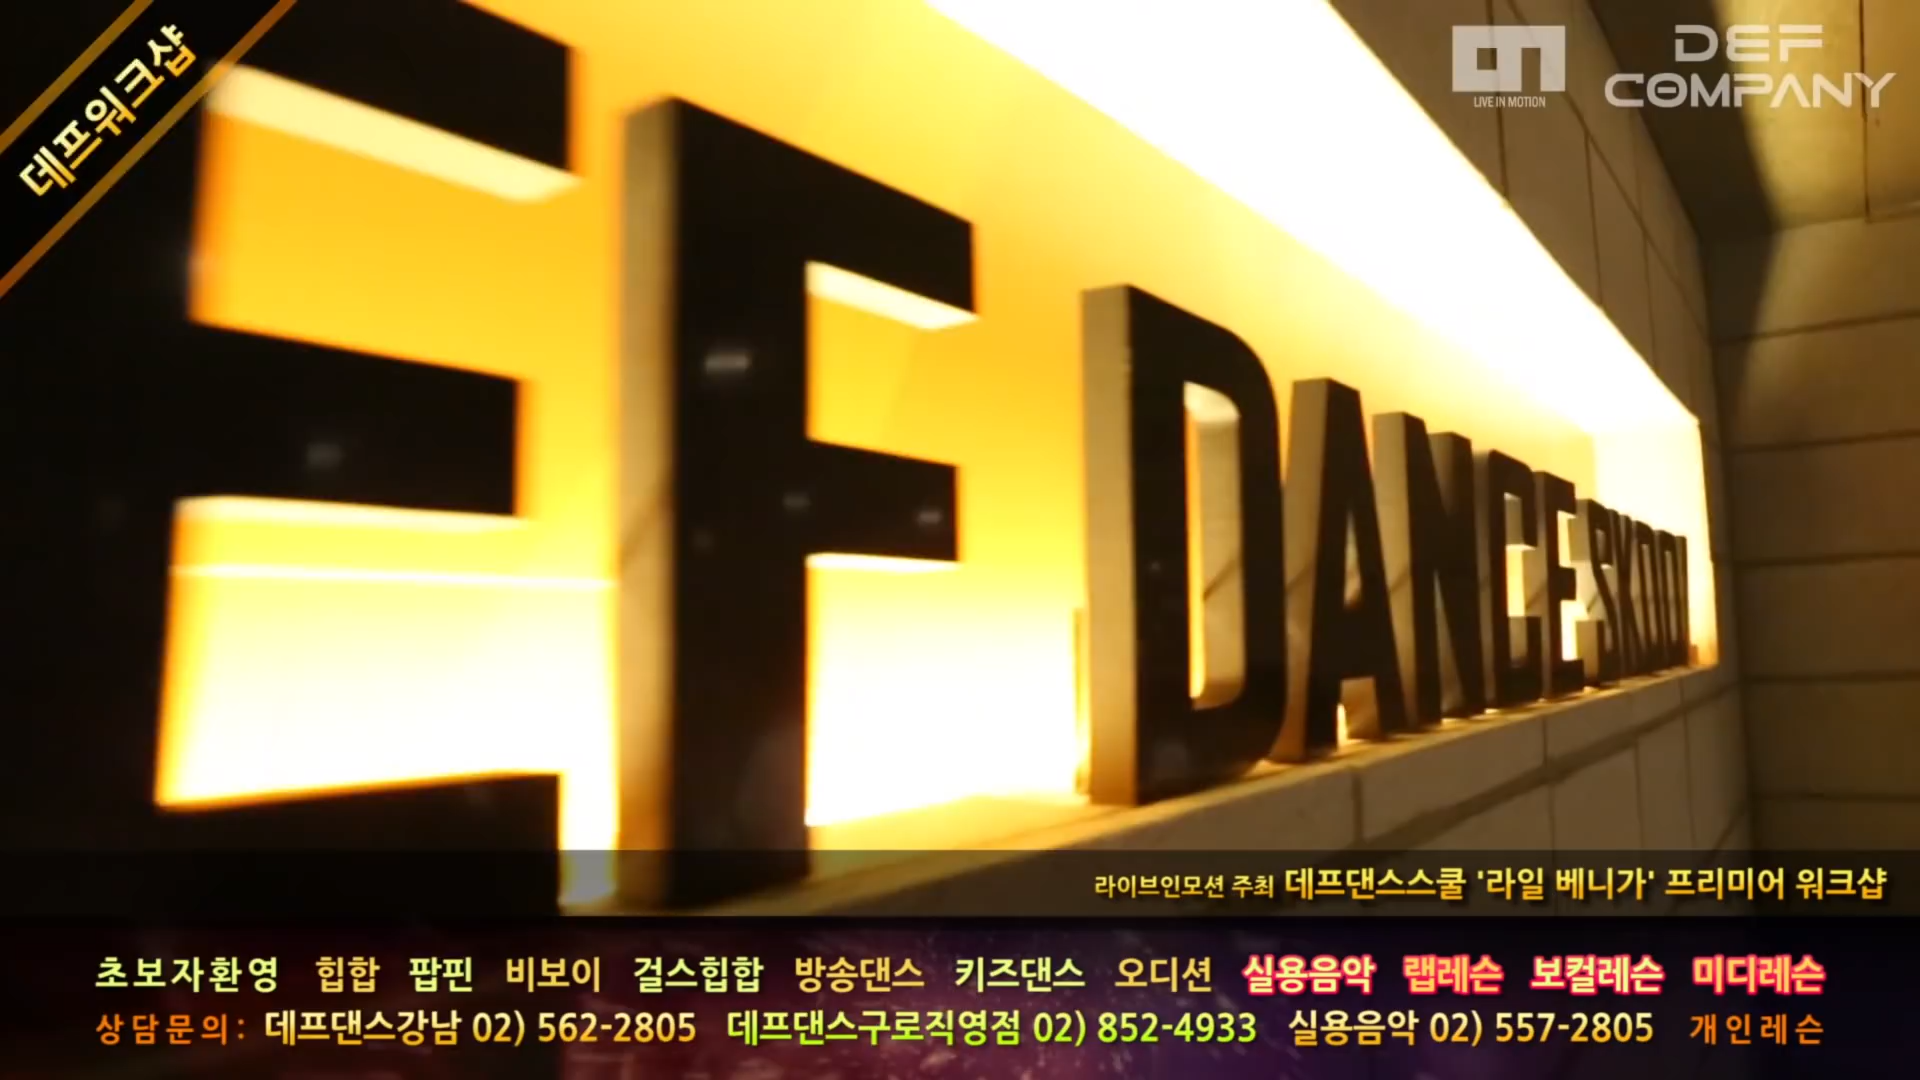 데프워크샵
LIVE IN MOTION
DEF
COMPANY
EF DANCE SKOOL
라이브인모션 주최 데프댄스스쿨 '라일 베니가' 프리미어 워크샵
초보자환영 힙합 팝핀 비보이 걸스힙합 방송댄스 키즈댄스 오디션 실용음악 랩레슨 보컬레슨 미디레슨
상담문의: 데프댄스강남 02) 562-2805 데프댄스구로직영점 02) 852-4933 실용음악 02) 557-2805 개인레슨